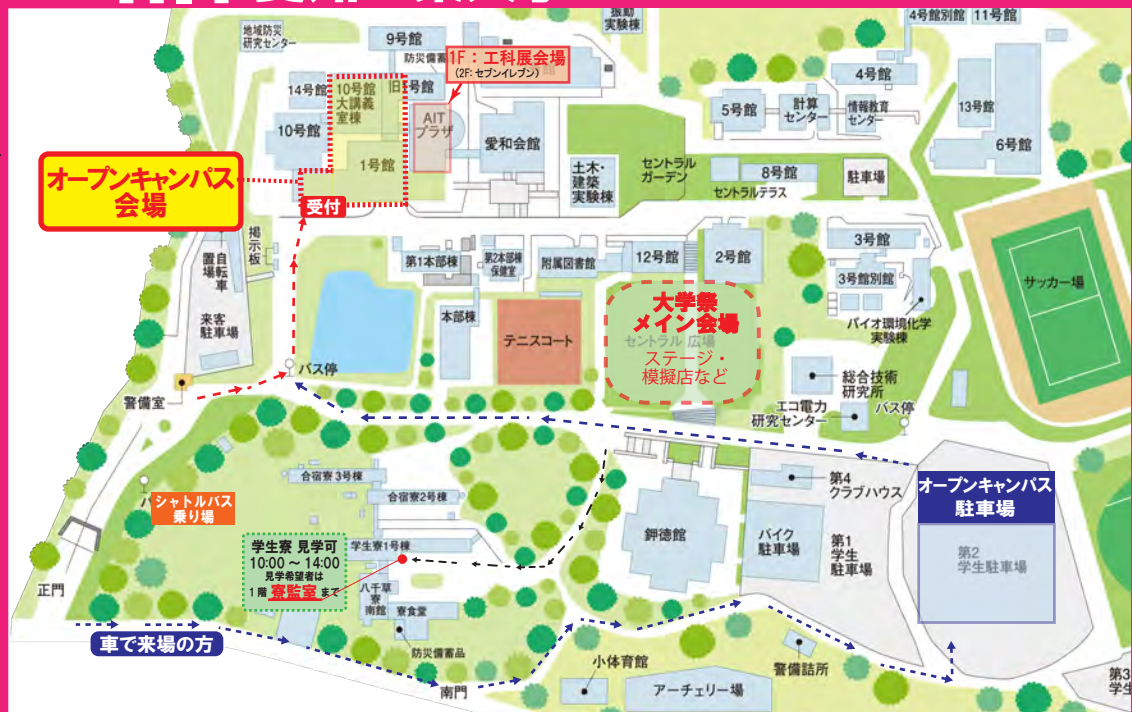 地域防災
研究センター
9号館
防災備蓄
1F：工科展会場
(2F: セブンイレブン)
振動
実験棟
4号館別館
11号館
14号館
10号館
大講義
室棟
AIT
プラザ
10号館
1号館
愛和会館
土木・
建築
実験棟
セントラル
ガーデン
5号館
計算
センター
情報教育
センター
4号館
13号館
6号館
8号館
セントラルテラス
駐車場
オープンキャンパス
会場
受付
掲示板
自転車
置場
来客
駐車場
第1本部棟
第2本部棟
保健室
附属図書館
12号館
2号館
3号館
3号館別館
バイオ環境化学
実験棟
サッカー場
本部棟
テニスコート
大学祭
メイン会場
セントラル 広場
ステージ・
模擬店など
総合技術
研究所
エコ電力
研究センター
バス停
バス停
警備室
シャトルバス
乗り場
合宿寮 3号棟
合宿寮2号棟
学生寮1号棟
学生寮 見学可
10:00 ～ 14:00
見学希望者は
1階 寮監室 まで
八千草
寮
南館
寮食堂
防災備蓄品
鉀徳館
第4
クラブハウス
バイク
駐車場
第1
学生
駐車場
オープンキャンパス
駐車場
第2
学生駐車場
正門
車で来場の方
南門
小体育館
アーチェリー場
警備詰所
第3
学生